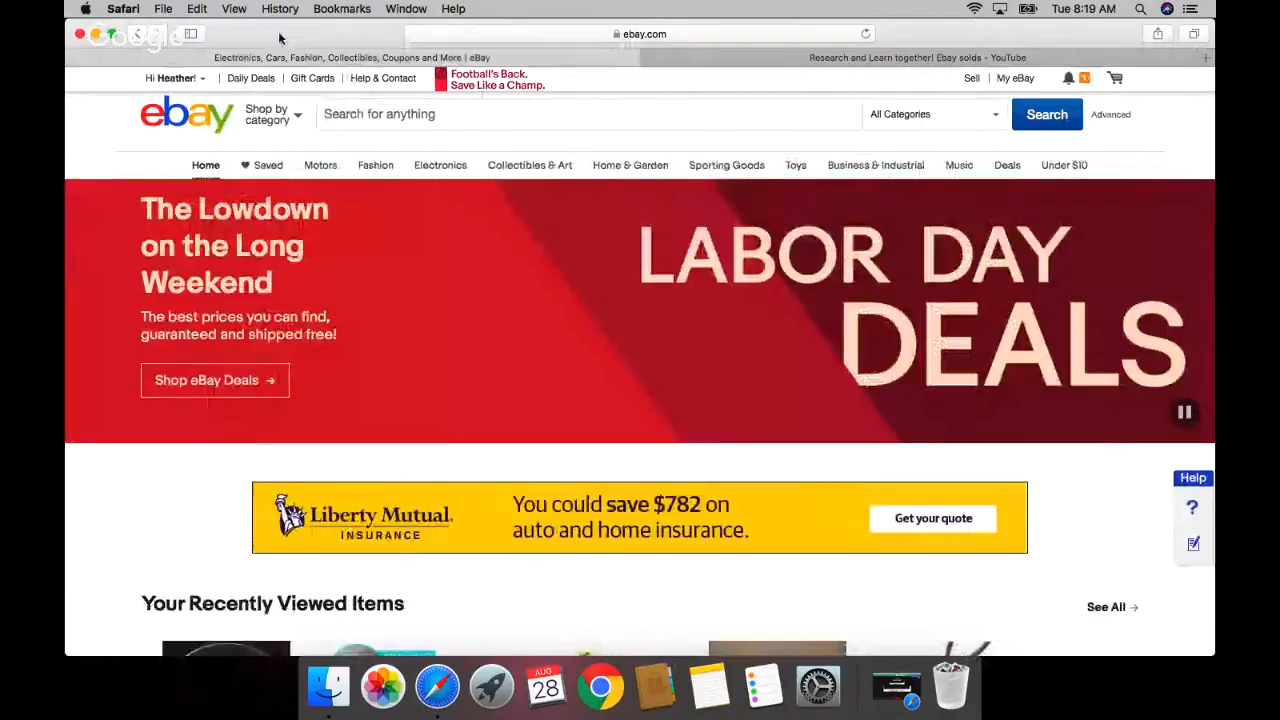 Safari File Edit View History Bookmarks Window Help Tue 8:19 AM
Google
ebay.com
Electronics, Cars, Fashion, Collectibles, Coupons and More | eBay Research and Learn together! Ebay solds - YouTube
Hi Heather! Daily Deals Gift Cards Help & Contact Football's Back. Sell My eBay 1
Save Like a Champ.
ebay Shop by category Search for anything All Categories Search Advanced
Home Saved Motors Fashion Electronics Collectibles & Art Home & Garden Sporting Goods Toys Business & Industrial Music Deals Under $10
The Lowdown
on the Long
Weekend
The best prices you can find,
guaranteed and shipped free!
Shop eBay Deals →
LABOR DAY
DEALS
Help
?
Liberty Mutual.
INSURANCE
You could save $782 on
auto and home insurance.
Get your quote
Your Recently Viewed Items See All →
AUG
28